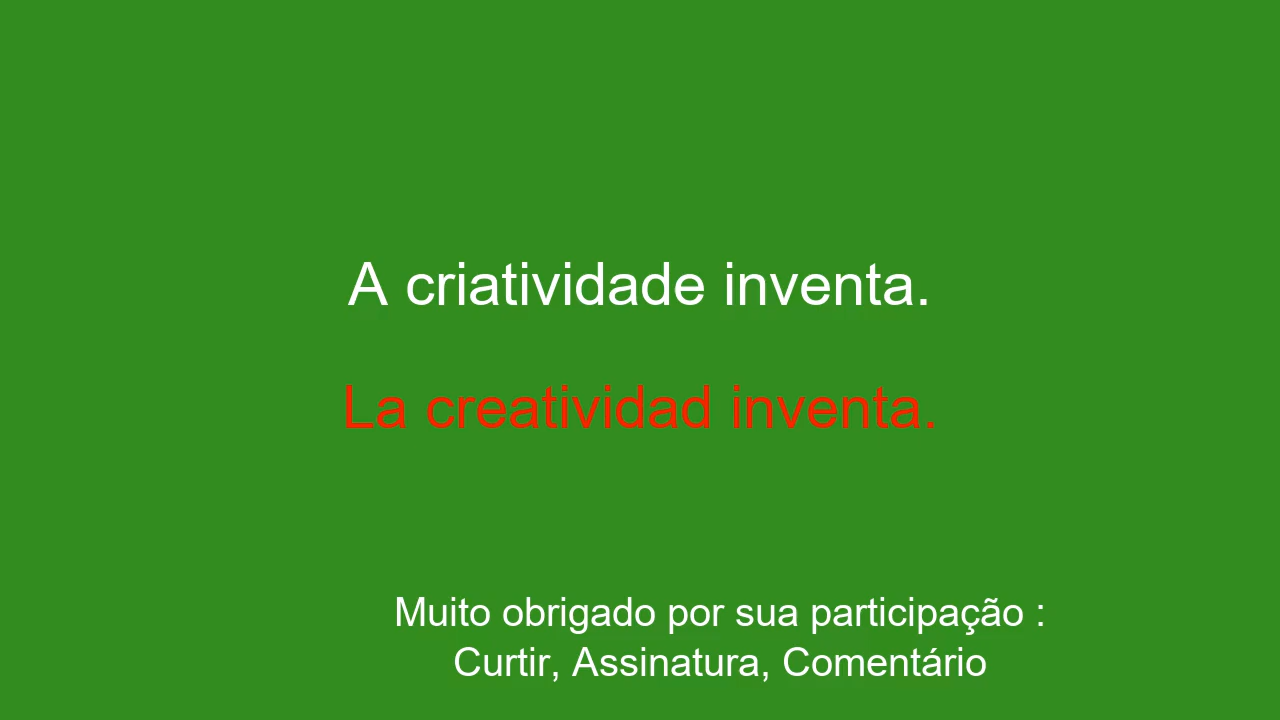 A criatividade inventa.
La creatividad inventa.
Muito obrigado por sua participação :
Curtir, Assinatura, Comentário